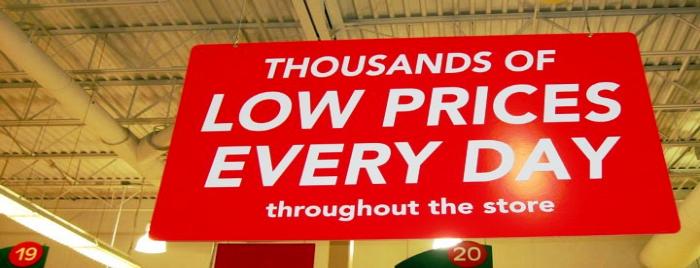 THOUSANDS OF
LOW PRICES
EVERY DAY
throughout the store
19
20